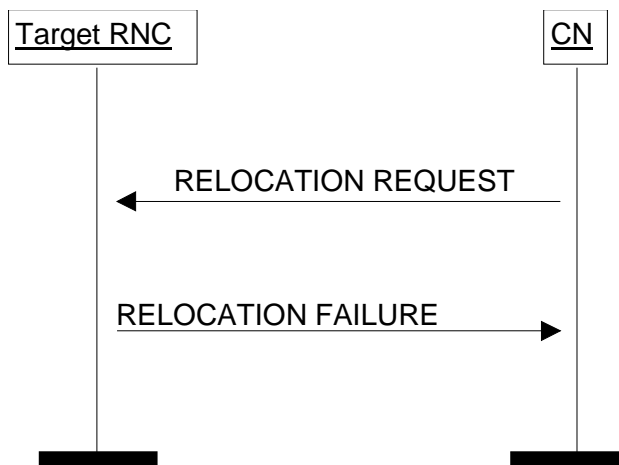 Target RNC
CN
RELOCATION REQUEST
RELOCATION FAILURE